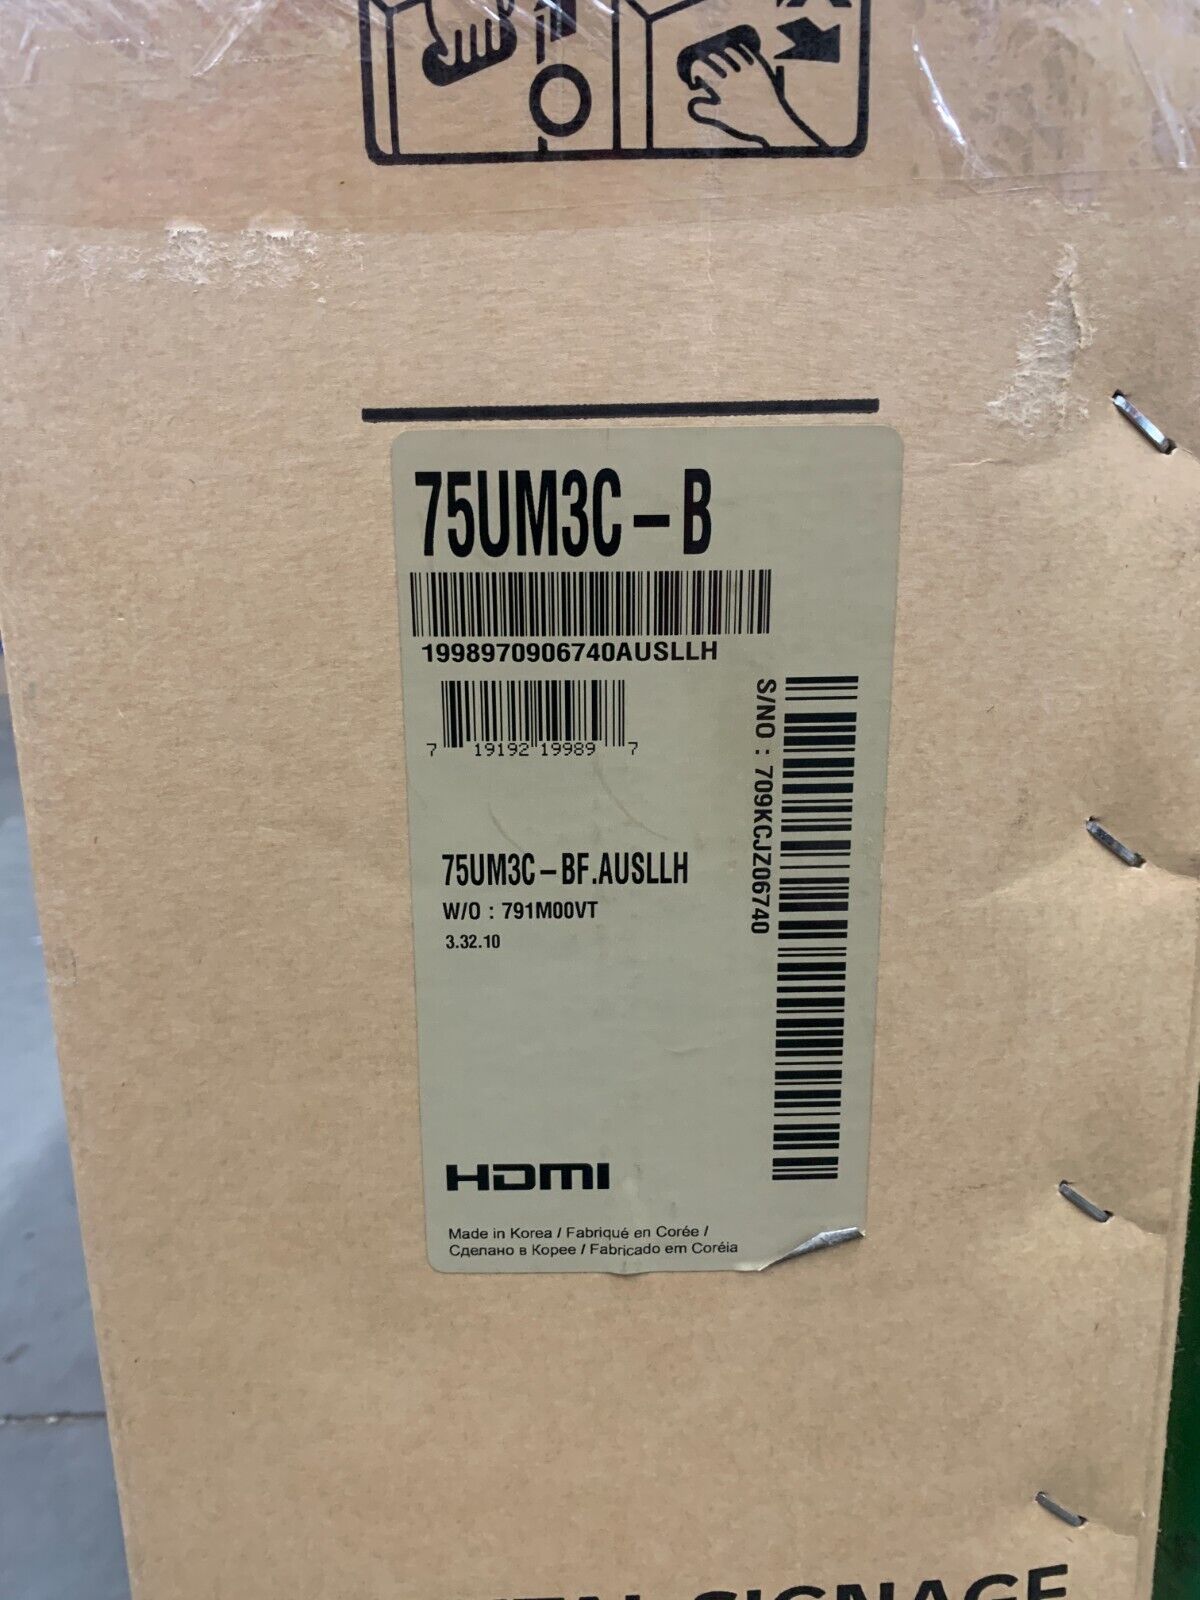 75UM3C-B
1998970906740AUSLLH
7 19192 19989 7
S/NO : 709KCJZ06740
75UM3C-BF.AUSLLH
W/O : 791M00VT
3.32.10
HDMI
Made in Korea / Fabriqué en Corée /
Сделано в Корее / Fabricado em Coréia
SIGNAGE